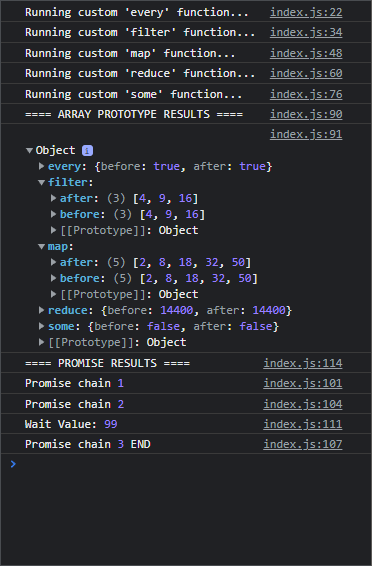 Running custom 'every' function... index.js:22
Running custom 'filter' function... index.js:34
Running custom 'map' function... index.js:48
Running custom 'reduce' function... index.js:60
Running custom 'some' function... index.js:76
==== ARRAY PROTOTYPE RESULTS ==== index.js:90
index.js:91
Object i
every: {before: true, after: true}
filter:
after: (3) [4, 9, 16]
before: (3) [4, 9, 16]
[[Prototype]]: Object
map:
after: (5) [2, 8, 18, 32, 50]
before: (5) [2, 8, 18, 32, 50]
[[Prototype]]: Object
reduce: {before: 14400, after: 14400}
some: {before: false, after: false}
[[Prototype]]: Object
==== PROMISE RESULTS ==== index.js:114
Promise chain 1 index.js:101
Promise chain 2 index.js:104
Wait Value: 99 index.js:111
Promise chain 3 END index.js:107